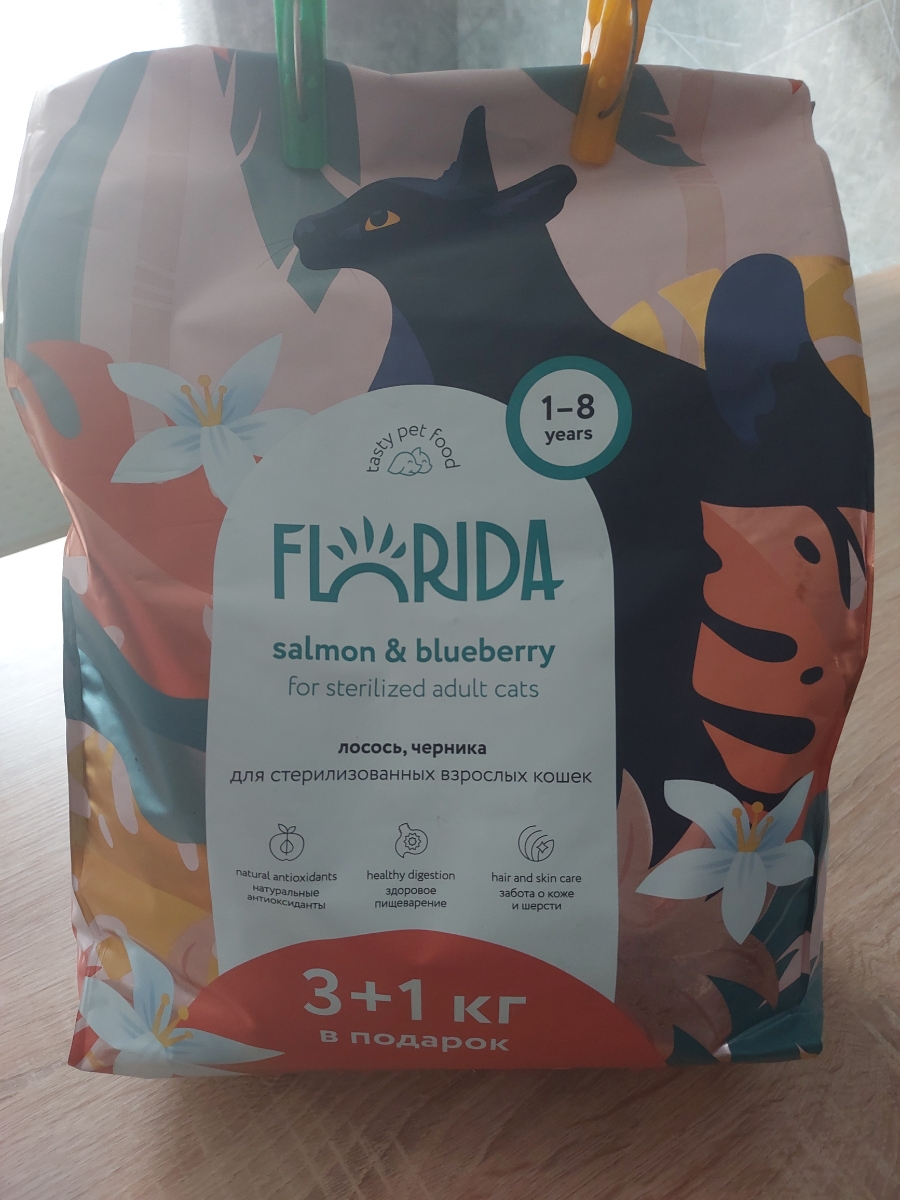 1–8
years
tasty pet food
FLORIDA
salmon & blueberry
for sterilized adult cats
лосось, черника
для стерилизованных взрослых кошек
natural antioxidants
натуральные
антиоксиданты
healthy digestion
здоровое
пищеварение
hair and skin care
забота о коже
и шерсти
3+1 кг
в подарок